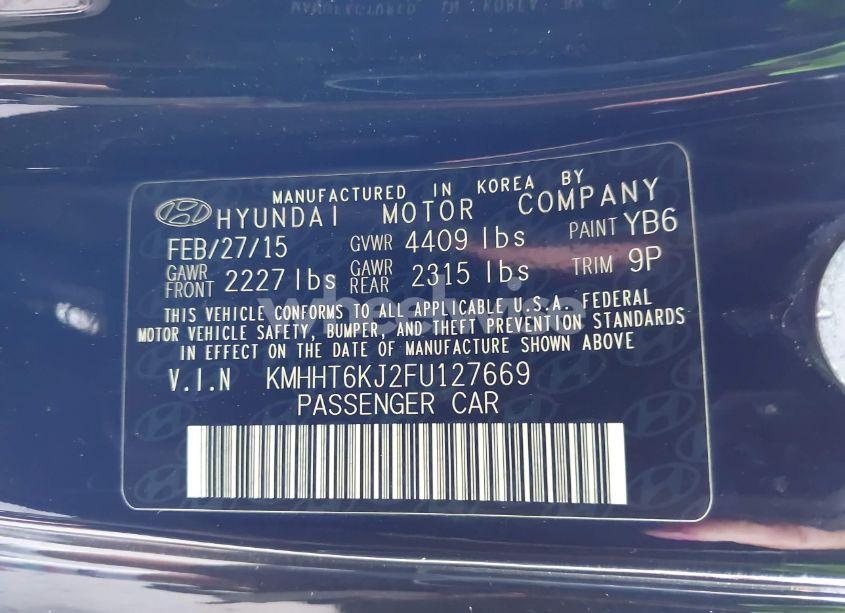 MANUFACTURED IN KOREA BY
HYUNDAI MOTOR COMPANY
FEB/27/15 GVWR 4409 lbs PAINT YB6
GAWR FRONT 2227 lbs GAWR REAR 2315 lbs TRIM 9P
THIS VEHICLE CONFORMS TO ALL APPLICABLE U.S.A. FEDERAL
MOTOR VEHICLE SAFETY, BUMPER, AND THEFT PREVENTION STANDARDS
IN EFFECT ON THE DATE OF MANUFACTURE SHOWN ABOVE
V.I.N KMHHT6KJ2FU127669
PASSENGER CAR